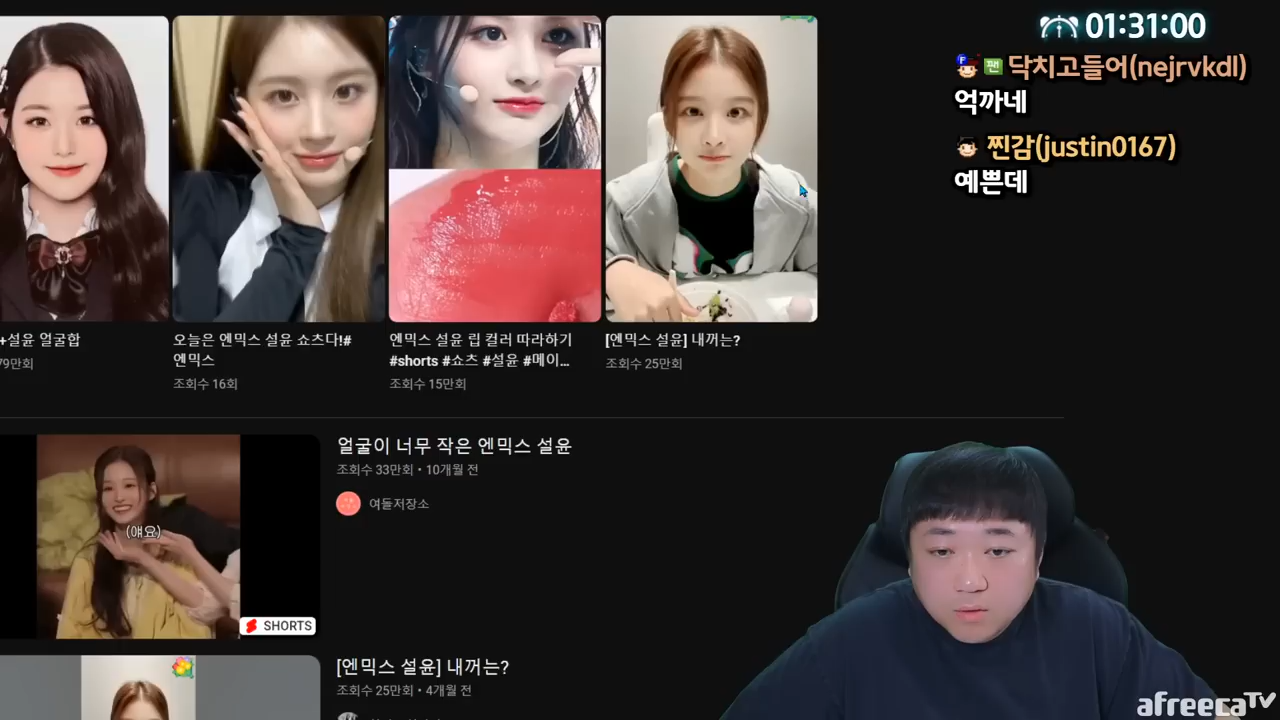 01:31:00
F 팬 닥치고들어(nejrvkdl)
억까네
찐감(justin0167)
예쁜데
+설윤 얼굴합
79만회
오늘은 엔믹스 설윤 쇼츠다!#
엔믹스
조회수 16회
엔믹스 설윤 립 컬러 따라하기
#shorts #쇼츠 #설윤 #메이...
조회수 15만회
[엔믹스 설윤] 내꺼는?
조회수 25만회
(얘요)
SHORTS
얼굴이 너무 작은 엔믹스 설윤
조회수 33만회 • 10개월 전
여돌저장소
[엔믹스 설윤] 내꺼는?
조회수 25만회 • 4개월 전
afreecaTV